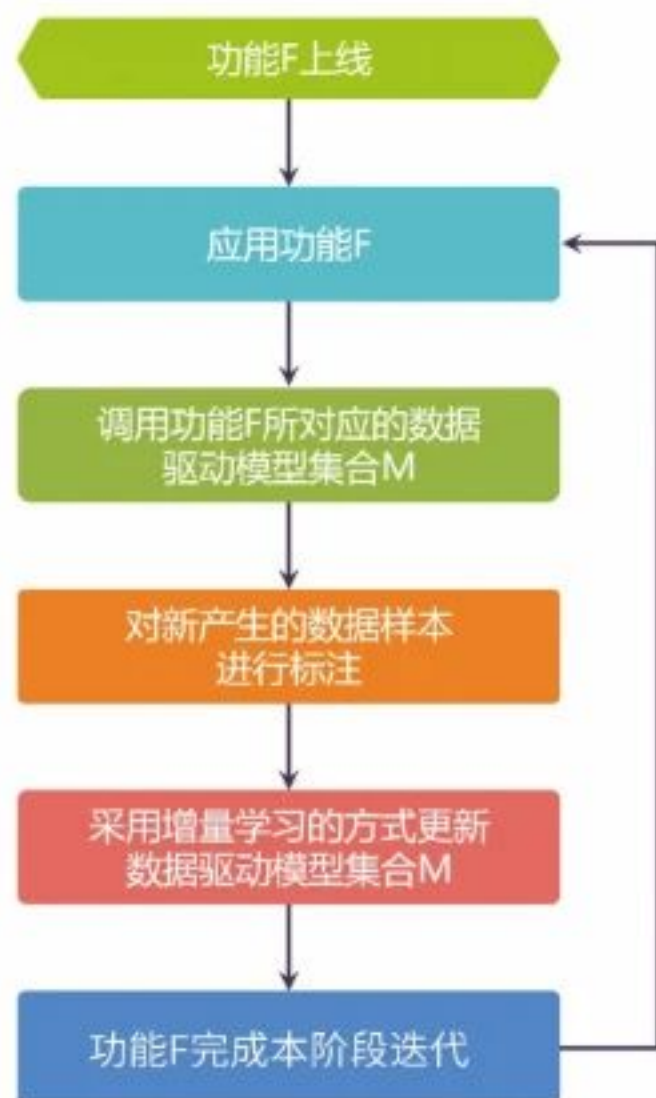 功能F上线
应用功能F
调用功能F所对应的数据
驱动模型集合M
对新产生的数据样本
进行标注
采用增量学习的方式更新
数据驱动模型集合M
功能F完成本阶段迭代